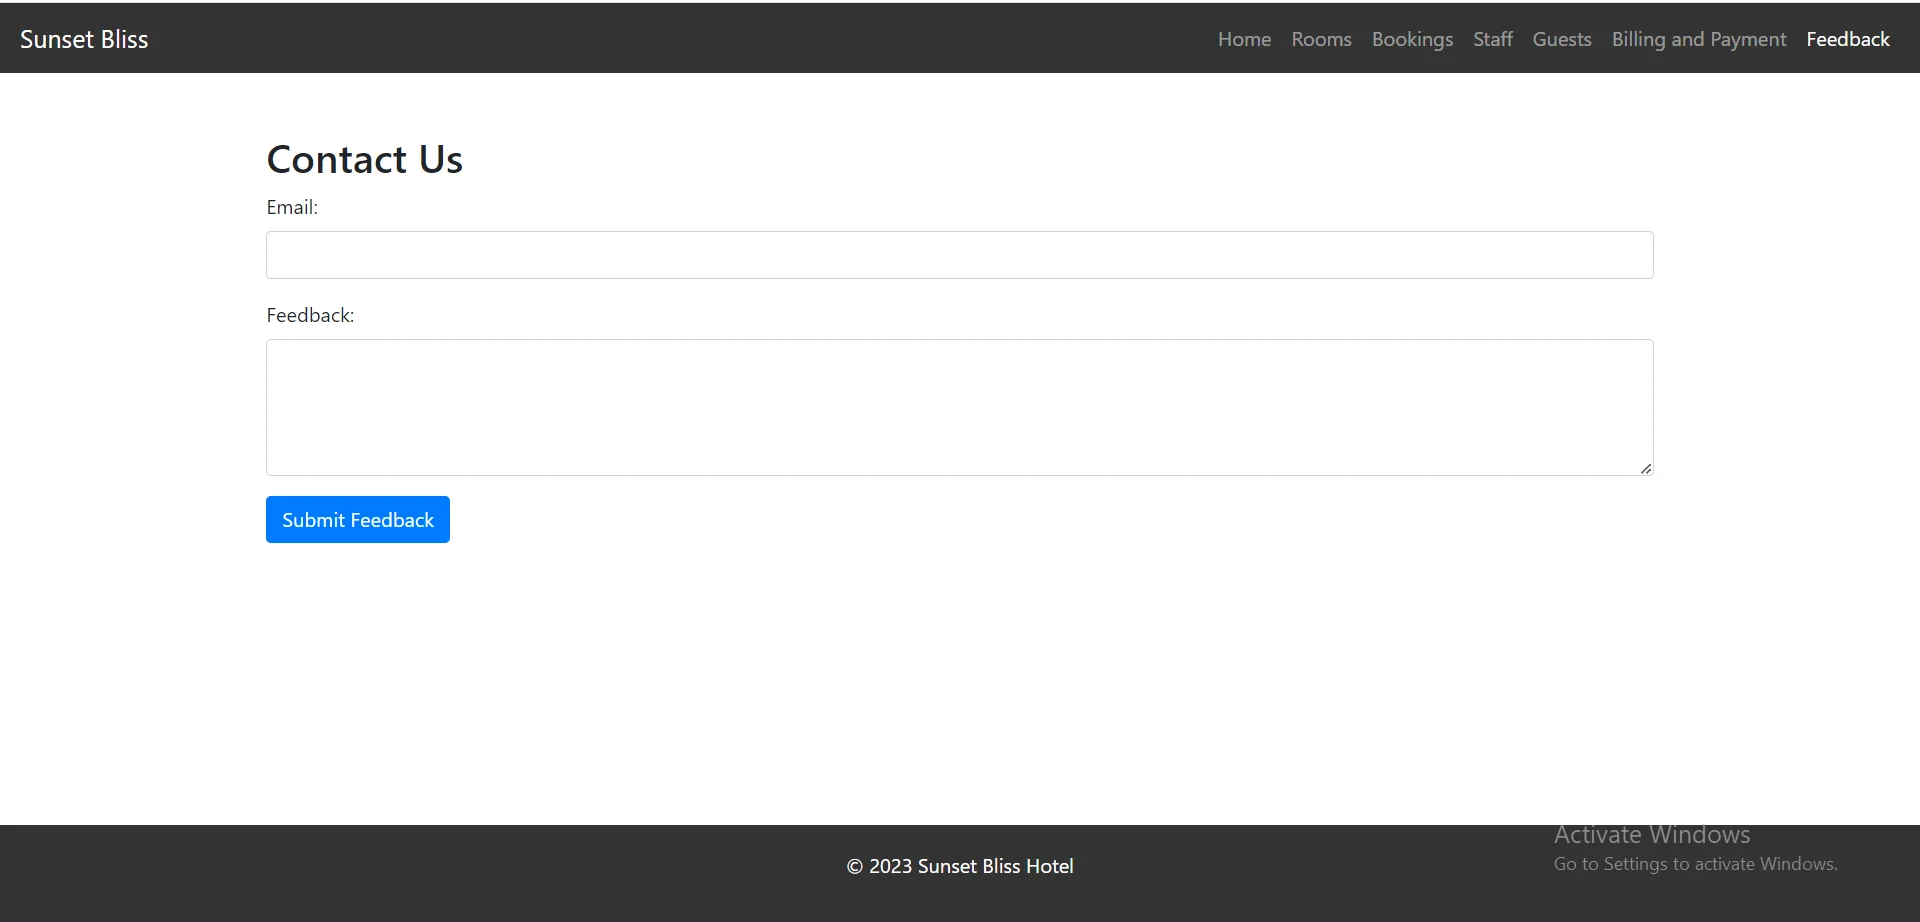 Sunset Bliss Home Rooms Bookings Staff Guests Billing and Payment Feedback
Contact Us
Email:
Feedback:
Submit Feedback
Activate Windows
© 2023 Sunset Bliss Hotel
Go to Settings to activate Windows.